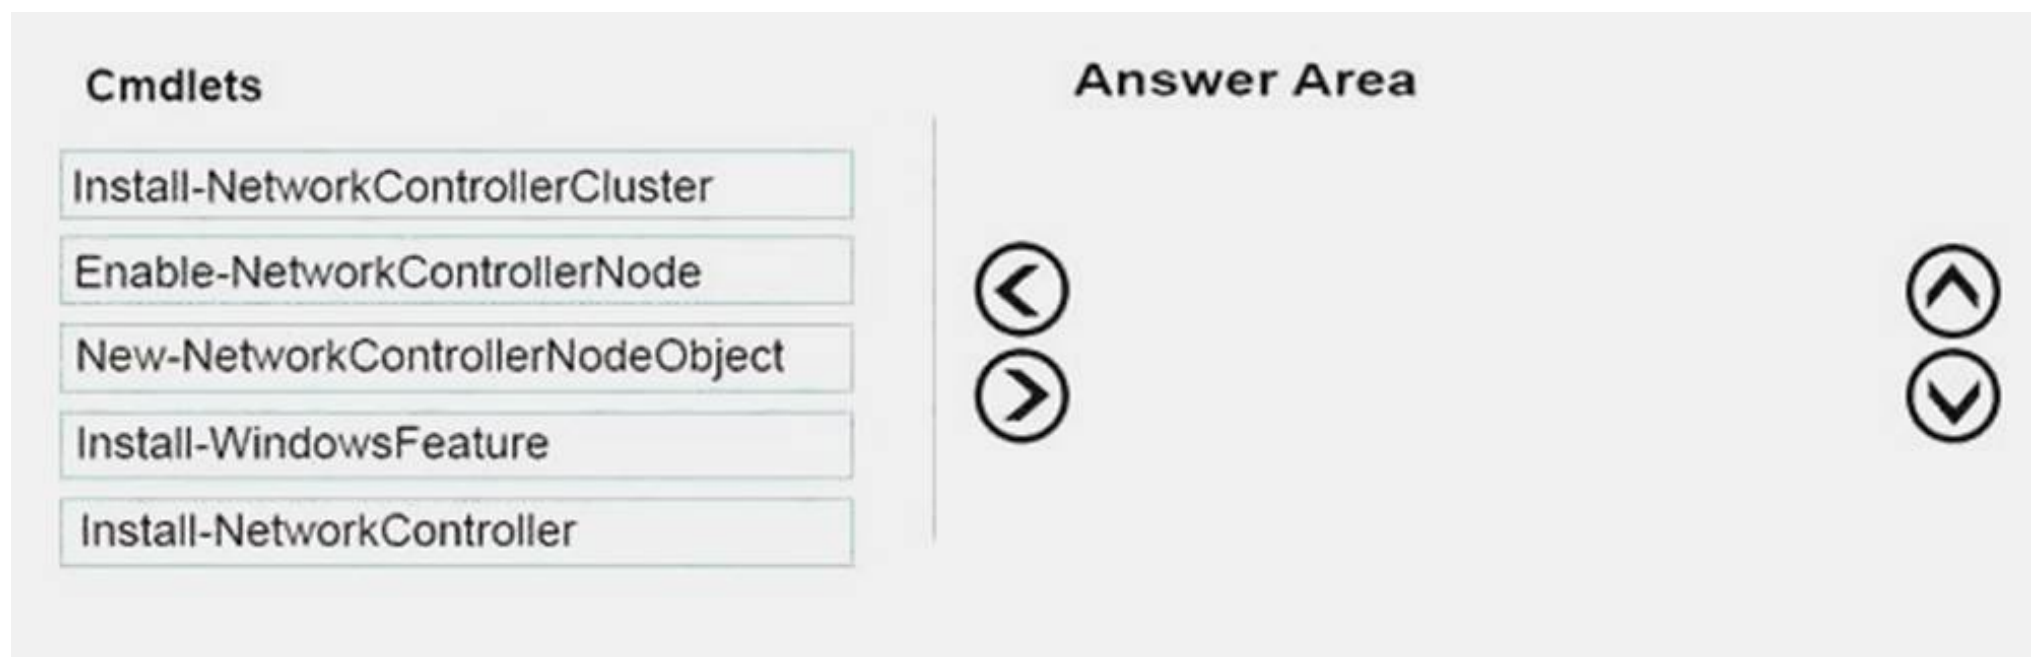 Cmdlets
Answer Area
Install-NetworkControllerCluster
Enable-NetworkControllerNode
New-NetworkControllerNodeObject
Install-WindowsFeature
Install-NetworkController